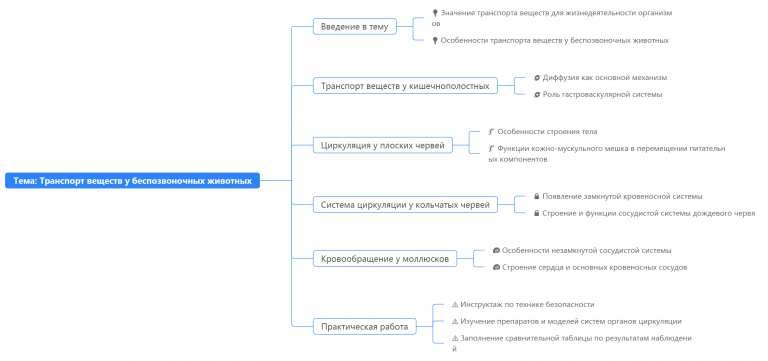 Тема: Транспорт веществ у беспозвоночных животных
Введение в тему
Значение транспорта веществ для жизнедеятельности организм
ов
Особенности транспорта веществ у беспозвоночных животных
Транспорт веществ у кишечнополостных
Диффузия как основной механизм
Роль гастроваскулярной системы
Циркуляция у плоских червей
Особенности строения тела
Функции кожно-мускульного мешка в перемещении питательн
ых компонентов
Система циркуляции у кольчатых червей
Появление замкнутой кровеносной системы
Строение и функции сосудистой системы дождевого червя
Кровообращение у моллюсков
Особенности незамкнутой сосудистой системы
Строение сердца и основных кровеносных сосудов
Практическая работа
Инструктаж по технике безопасности
Изучение препаратов и моделей систем органов циркуляции
Заполнение сравнительной таблицы по результатам наблюдени
й